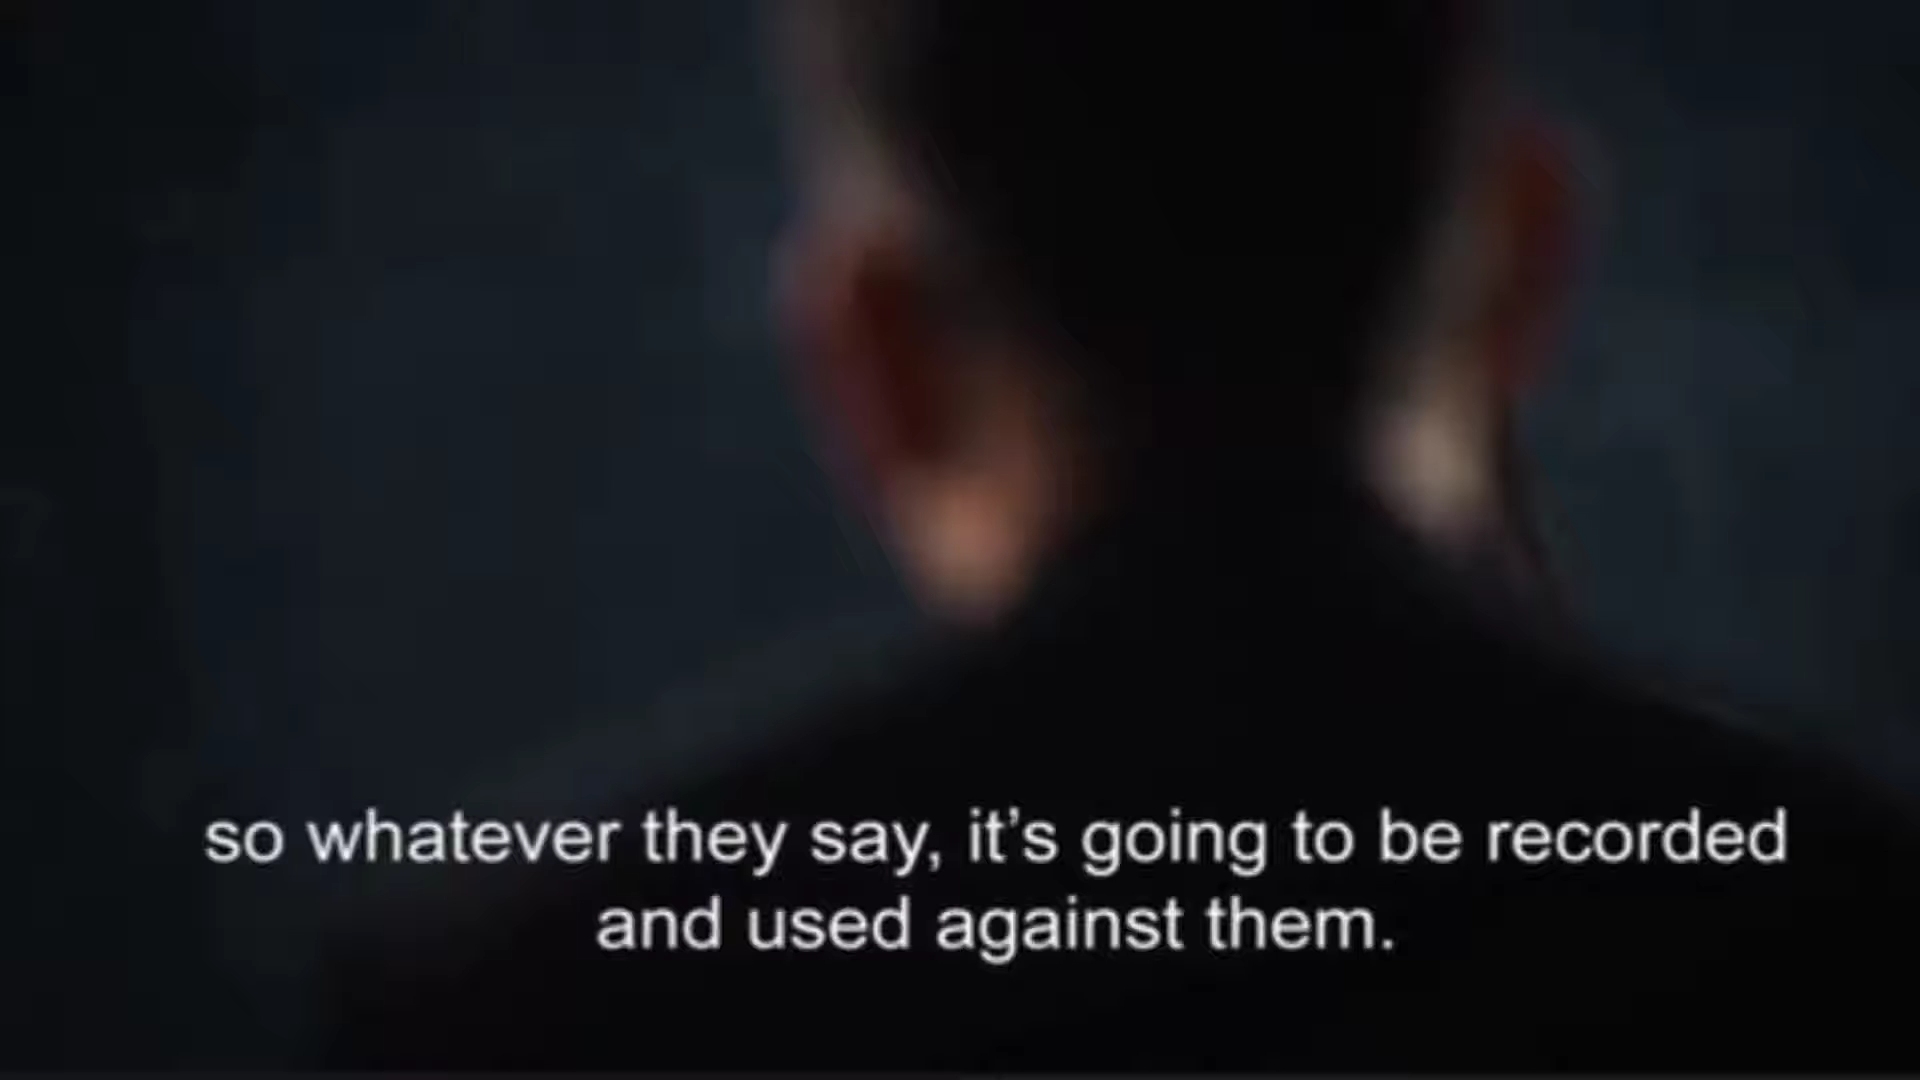 so whatever they say, it’s going to be recorded
and used against them.